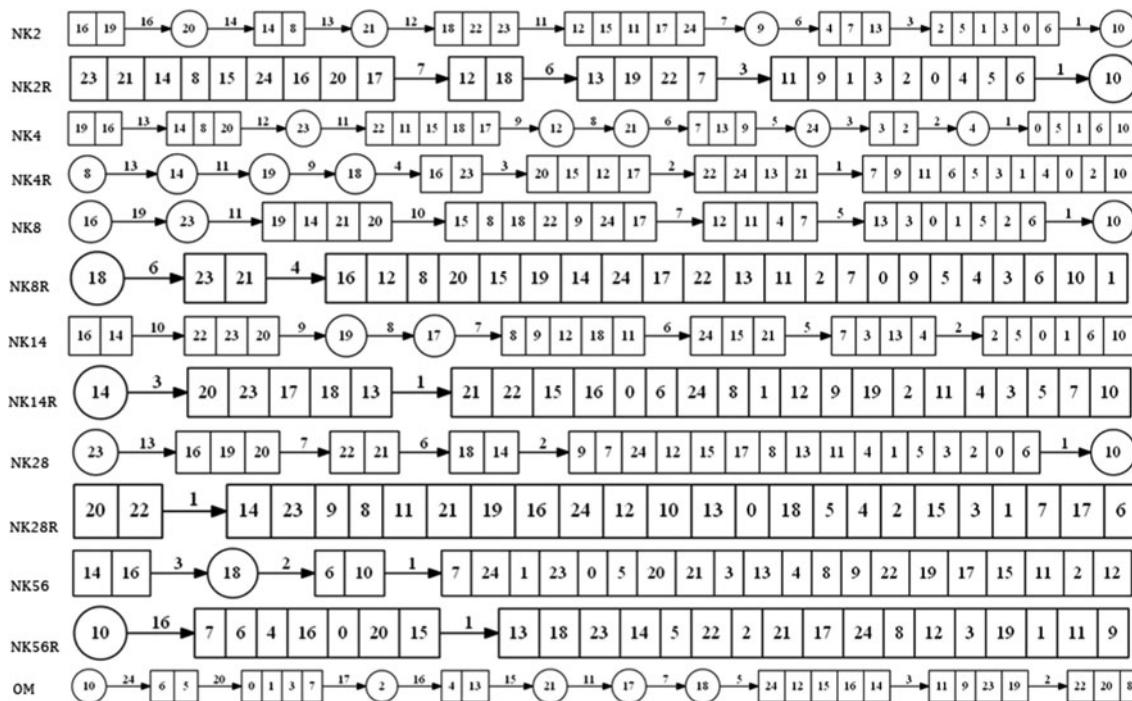 NK2 16 19 16 20 14 14 8 13 21 12 18 22 23 11 12 15 11 17 24 7 9 6 4 7 13 3 2 5 1 3 0 6 1 10
NK2R 23 21 14 8 15 24 16 20 17 7 12 18 6 13 19 22 7 3 11 9 1 3 2 0 4 5 6 1 10
NK4 19 16 13 14 8 20 12 23 11 22 11 15 18 17 9 12 8 21 6 7 13 9 5 24 3 3 2 2 4 1 0 5 1 6 10
NK4R 8 13 14 11 19 9 18 4 16 23 3 20 15 12 17 2 22 24 13 21 1 7 9 11 6 5 3 1 4 0 2 10
NK8 16 19 23 11 19 14 21 20 10 15 8 18 22 9 24 17 7 12 11 4 7 5 13 3 0 1 5 2 6 1 10
NK8R 18 6 23 21 4 16 12 8 20 15 19 14 24 17 22 13 11 2 7 0 9 5 4 3 6 10 1
NK14 16 14 10 22 23 20 9 19 8 17 7 8 9 12 18 11 6 24 15 21 5 7 3 13 4 2 2 5 0 1 6 10
NK14R 14 3 20 23 17 18 13 1 21 22 15 16 0 6 24 8 1 12 9 19 2 11 4 3 5 7 10
NK28 23 13 16 19 20 7 22 21 6 18 14 2 9 7 24 12 15 17 8 13 11 4 1 5 3 2 0 6 1 10
NK28R 20 22 1 14 23 9 8 11 21 19 16 24 12 10 13 0 18 5 4 2 15 3 1 7 17 6
NK56 14 16 3 18 2 6 10 1 7 24 1 23 0 5 20 21 3 13 4 8 9 22 19 17 15 11 2 12
NK56R 10 16 7 6 4 16 0 20 15 1 13 18 23 14 5 22 2 21 17 24 8 12 3 19 1 11 9
OM 10 24 6 5 20 0 1 3 7 17 2 16 4 13 15 21 11 17 7 18 5 24 12 15 16 14 3 11 9 23 19 2 22 20 8